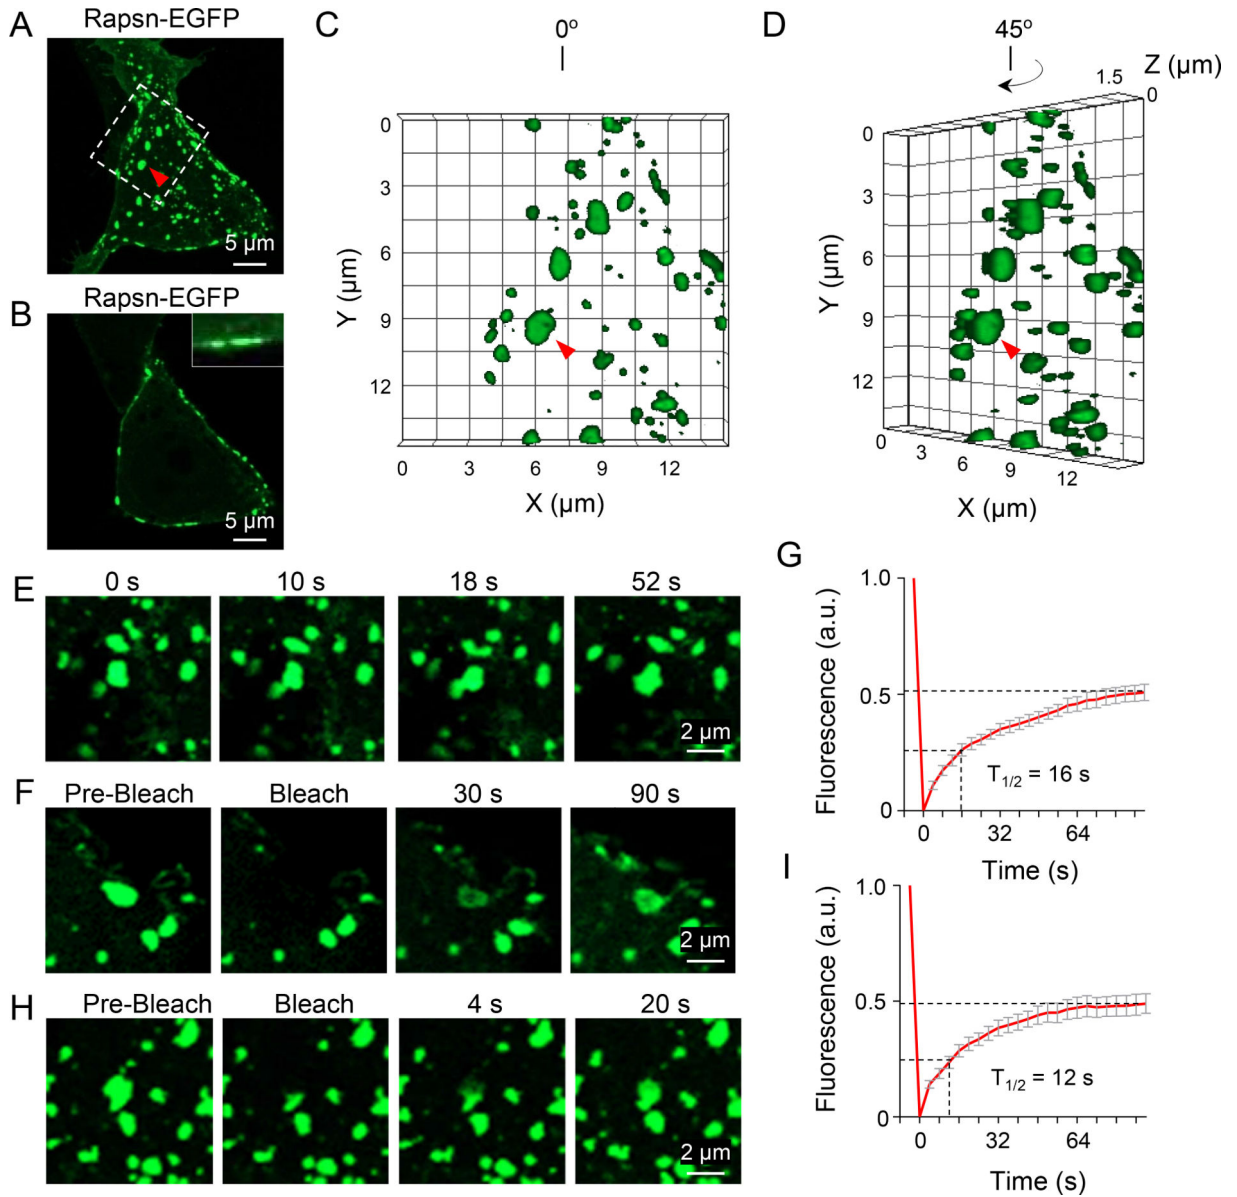 A
Rapsn-EGFP
5 µm
B
Rapsn-EGFP
5 µm
C
0°
0
3
6
9
12
Y (µm)
0 3 6 9 12
X (µm)
D
45°
1.5
Z (µm)
0
0
3
6
9
12
Y (µm)
0 3 6 9 12
X (µm)
E
0 s 10 s 18 s 52 s
2 µm
F
Pre-Bleach Bleach 30 s 90 s
2 µm
G
1.0
0.5
0
Fluorescence (a.u.)
T1/2 = 16 s
0 32 64
Time (s)
H
Pre-Bleach Bleach 4 s 20 s
2 µm
I
1.0
0.5
0
Fluorescence (a.u.)
T1/2 = 12 s
0 32 64
Time (s)